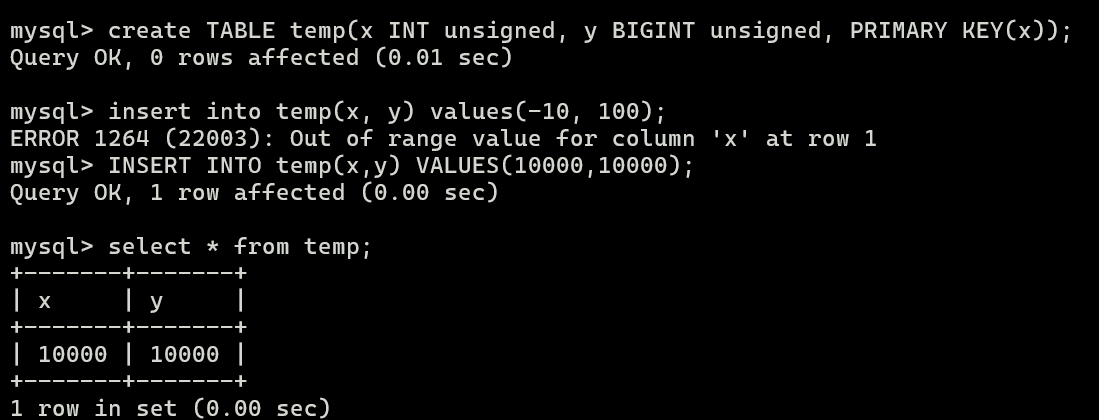 mysql> create TABLE temp(x INT unsigned, y BIGINT unsigned, PRIMARY KEY(x));
Query OK, 0 rows affected (0.01 sec)
mysql> insert into temp(x, y) values(-10, 100);
ERROR 1264 (22003): Out of range value for column 'x' at row 1
mysql> INSERT INTO temp(x,y) VALUES(10000,10000);
Query OK, 1 row affected (0.00 sec)
mysql> select * from temp;
+-------+-------+
| x     | y     |
+-------+-------+
| 10000 | 10000 |
+-------+-------+
1 row in set (0.00 sec)